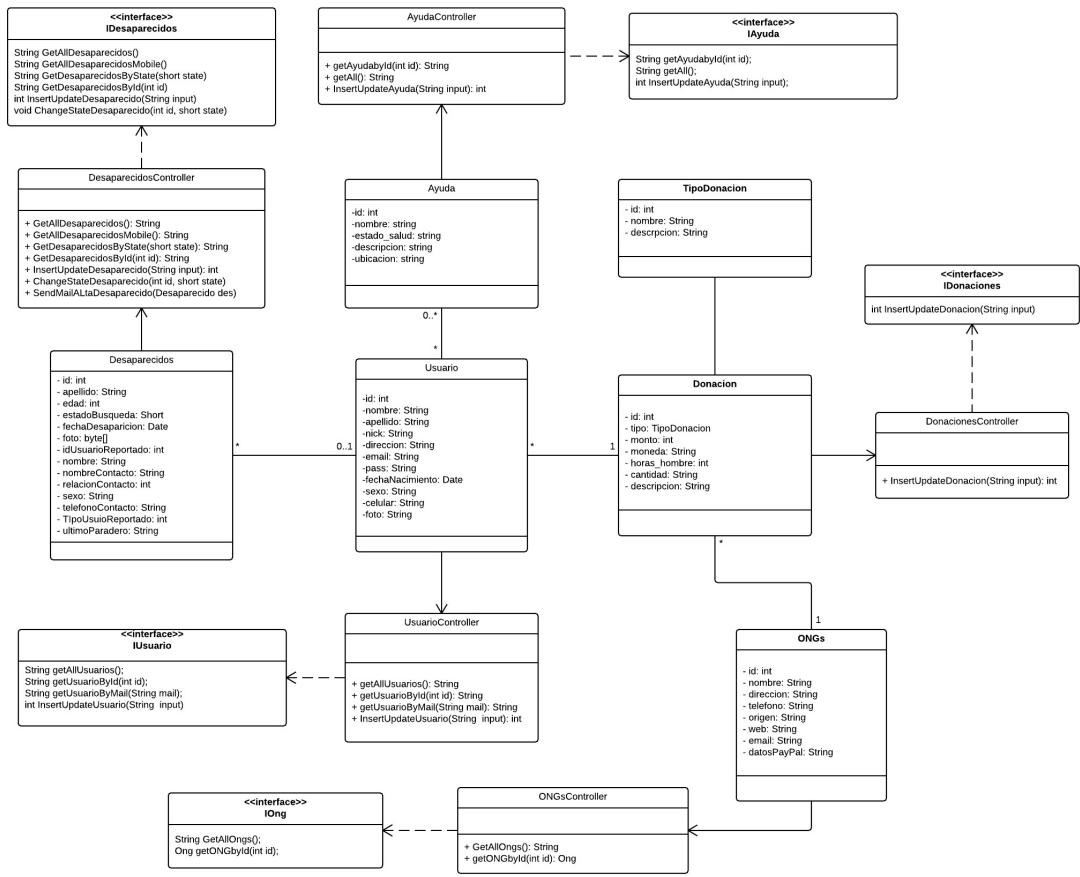 <<interface>>
IDesaparecidos
String GetAllDesaparecidos()
String GetAllDesaparecidosMobile()
String GetDesaparecidosByState(short state)
String GetDesaparecidosById(int id)
int InsertUpdateDesaparecido(String input)
void ChangeStateDesaparecido(int id, short state)
AyudaController
+ getAyudabyId(int id): String
+ getAll(): String
+ InsertUpdateAyuda(String input): int
<<interface>>
IAyuda
String getAyudabyId(int id);
String getAll();
int InsertUpdateAyuda(String input);
DesaparecidosController
+ GetAllDesaparecidos(): String
+ GetAllDesaparecidosMobile(): String
+ GetDesaparecidosByState(short state): String
+ GetDesaparecidosById(int id): String
+ InsertUpdateDesaparecido(String input): int
+ ChangeStateDesaparecido(int id, short state)
+ SendMailALtaDesaparecido(Desaparecido des)
Ayuda
-id: int
-nombre: string
-estado_salud: string
-descripcion: string
-ubicacion: string
0..*
*
TipoDonacion
- id: int
- nombre: String
- descrpcion: String
<<interface>>
IDonaciones
int InsertUpdateDonacion(String input)
Desaparecidos
- id: int
- apellido: String
- edad: int
- estadoBusqueda: Short
- fechaDesaparicion: Date
- foto: byte[]
- idUsuarioReportado: int
- nombre: String
- nombreContacto: String
- relacionContacto: int
- sexo: String
- telefonoContacto: String
- TIpoUsuioReportado: int
- ultimoParadero: String
*
0..1
Usuario
-id: int
-nombre: String
-apellido: String
-nick: String
-direccion: String
-email: String
-pass: String
-fechaNacimiento: Date
-sexo: String
-celular: String
-foto: String
*
1
Donacion
- id: int
- tipo: TipoDonacion
- monto: int
- moneda: String
- horas_hombre: int
- cantidad: String
- descripcion: String
*
1
DonacionesController
+ InsertUpdateDonacion(String input): int
<<interface>>
IUsuario
String getAllUsuarios();
String getUsuarioById(int id);
String getUsuarioByMail(String mail);
int InsertUpdateUsuario(String  input)
UsuarioController
+ getAllUsuarios(): String
+ getUsuarioById(int id): String
+ getUsuarioByMail(String mail): String
+ InsertUpdateUsuario(String  input): int
ONGs
- id: int
- nombre: String
- direccion: String
- telefono: String
- origen: String
- web: String
- email: String
- datosPayPal: String
<<interface>>
IOng
String GetAllOngs();
Ong getONGbyId(int id);
ONGsController
+ GetAllOngs(): String
+ getONGbyId(int id): Ong